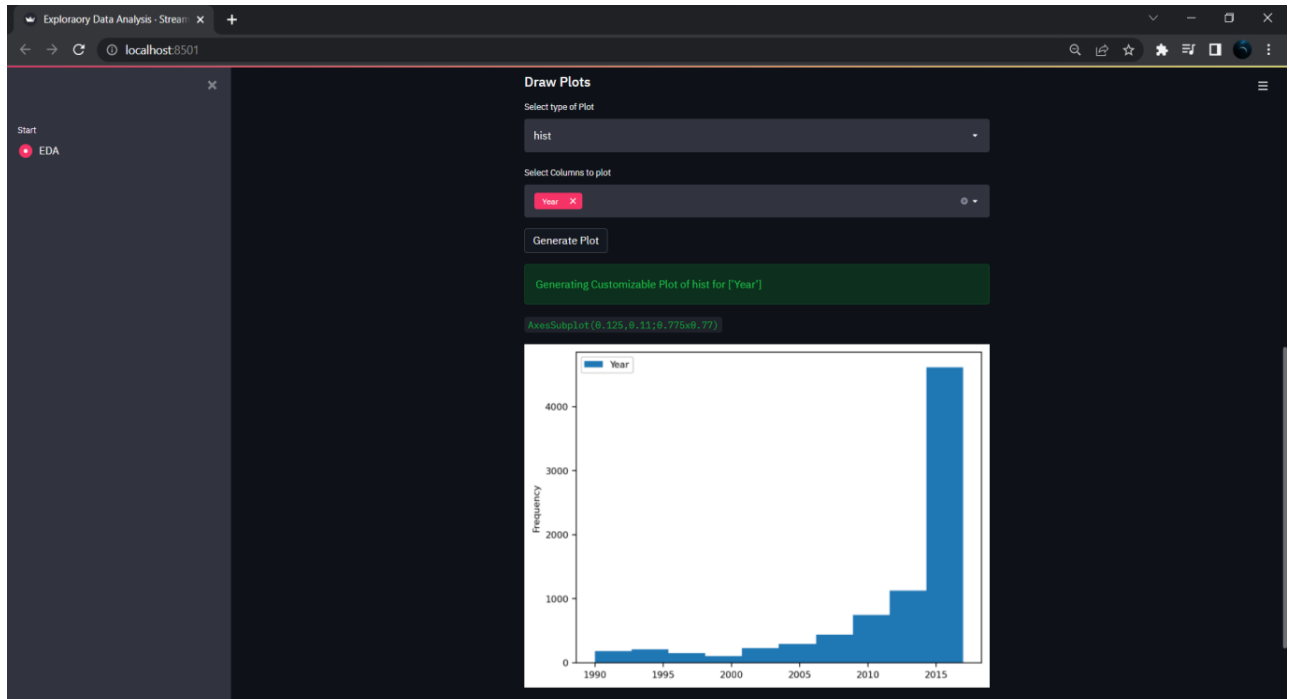 Exploraory Data Analysis - Stream
localhost:8501
Start
EDA
Draw Plots
Select type of Plot
hist
Select Columns to plot
Year
Generate Plot
Generating Customizable Plot of hist for ['Year']
AxesSubplot(0.125,0.11;0.775x0.77)
Year
4000
3000
2000
1000
0
Frequency
1990 1995 2000 2005 2010 2015